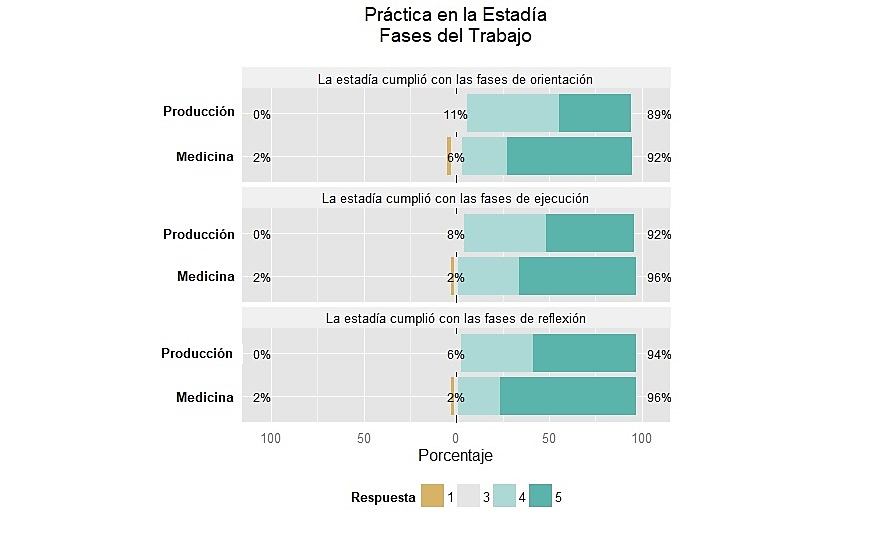 Práctica en la Estadía
Fases del Trabajo
La estadía cumplió con las fases de orientación
Producción 0% 11% 89%
Medicina 2% 6% 92%
La estadía cumplió con las fases de ejecución
Producción 0% 8% 92%
Medicina 2% 2% 96%
La estadía cumplió con las fases de reflexión
Producción 0% 6% 94%
Medicina 2% 2% 96%
100 50 0 50 100
Porcentaje
Respuesta 1 3 4 5